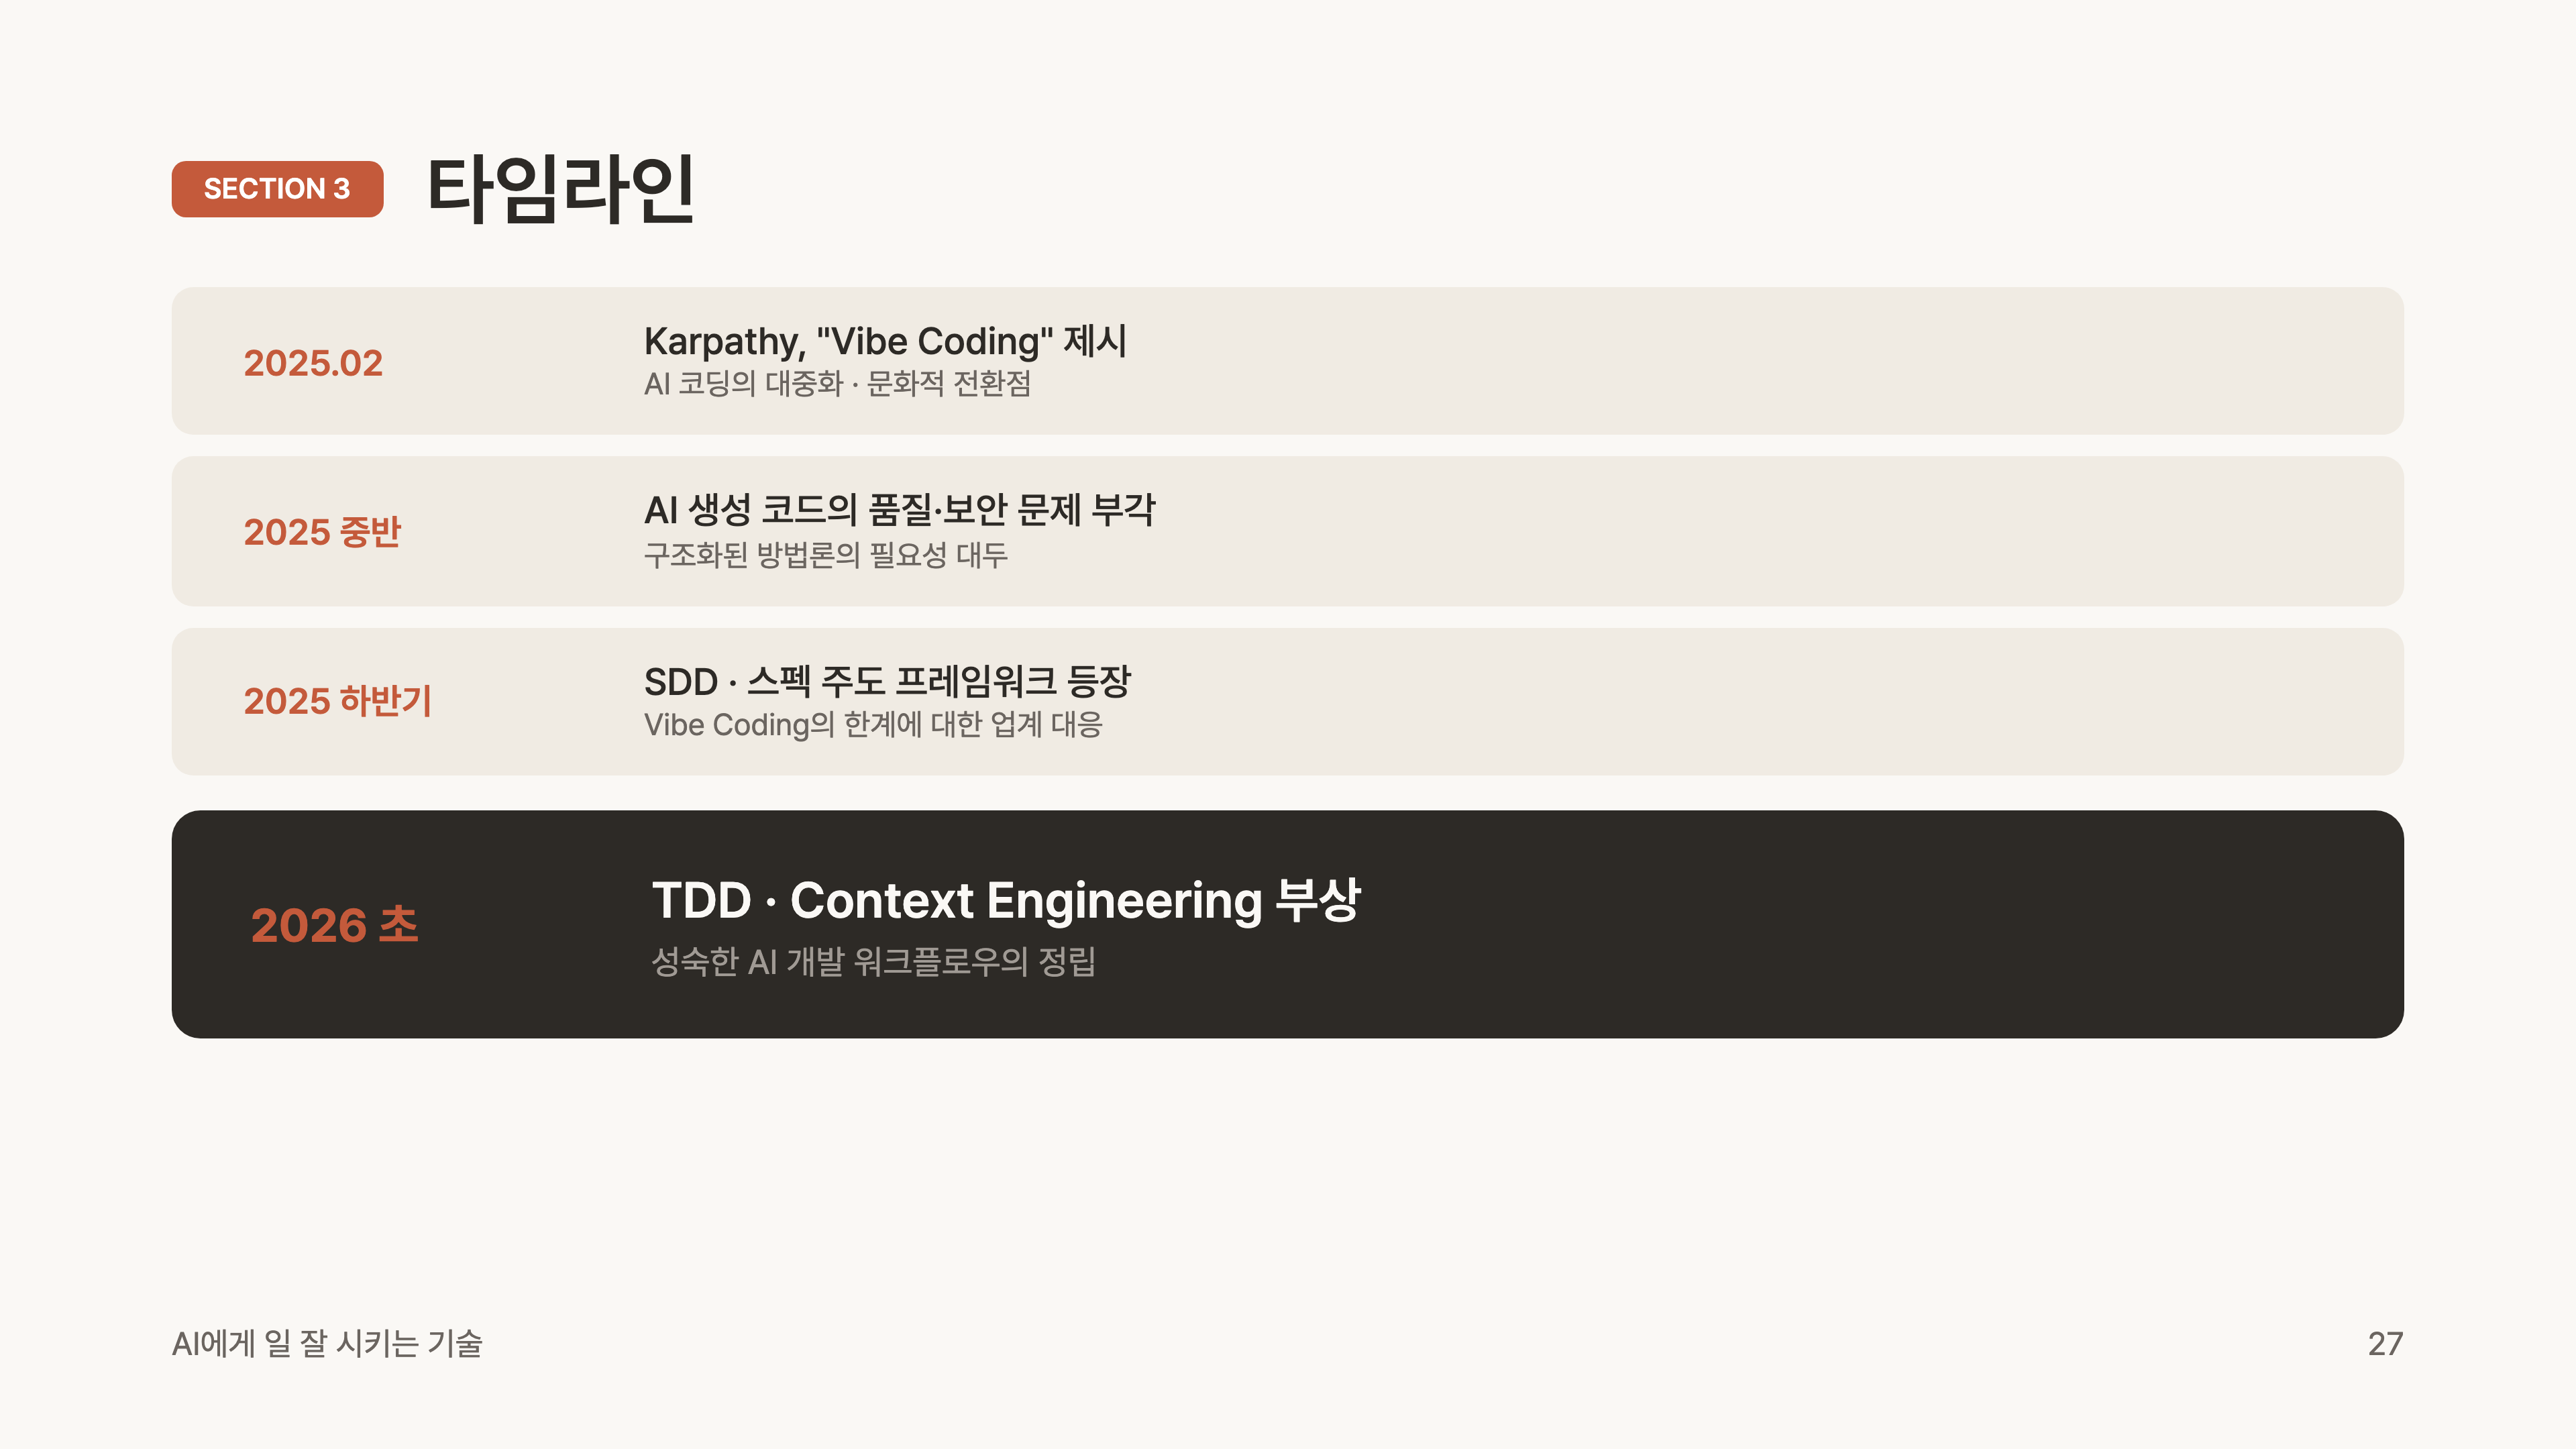 SECTION 3
타임라인
2025.02
Karpathy, "Vibe Coding" 제시
AI 코딩의 대중화 · 문화적 전환점
2025 중반
AI 생성 코드의 품질·보안 문제 부각
구조화된 방법론의 필요성 대두
2025 하반기
SDD · 스펙 주도 프레임워크 등장
Vibe Coding의 한계에 대한 업계 대응
2026 초
TDD · Context Engineering 부상
성숙한 AI 개발 워크플로우의 정립
AI에게 일 잘 시키는 기술
27